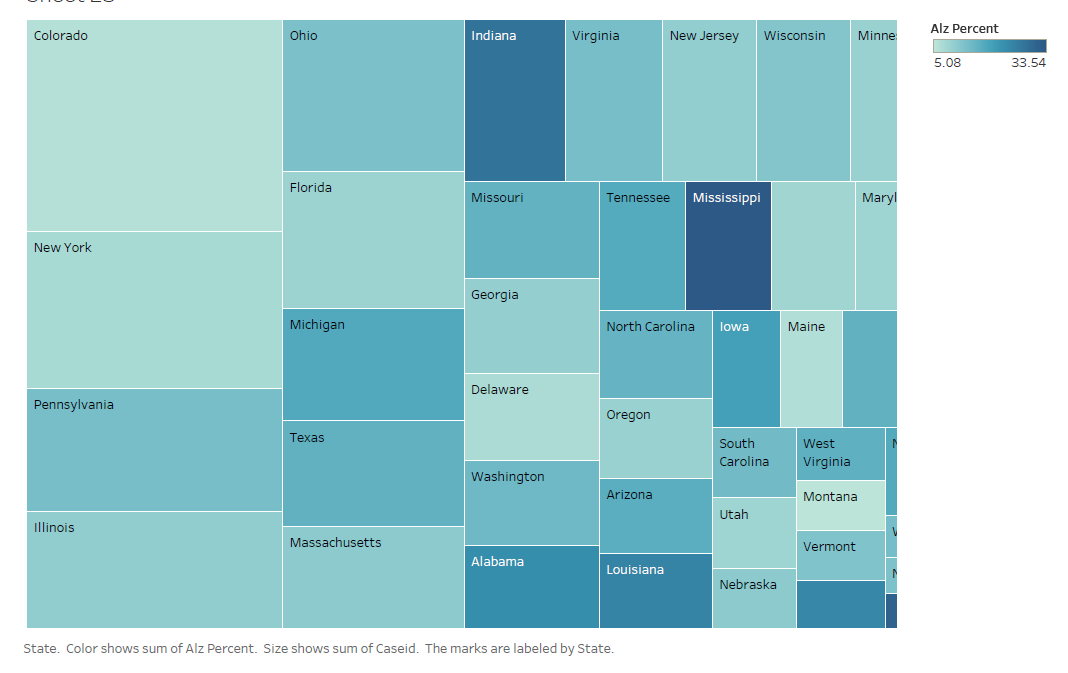 Alz Percent
5.08 33.54
Colorado
Ohio
Indiana
Virginia
New Jersey
Wisconsin
Minne
Florida
Missouri
Tennessee
Mississippi
Maryl
New York
Georgia
Michigan
North Carolina
Iowa
Maine
Delaware
Pennsylvania
Oregon
Texas
South
Carolina
West
Virginia
Washington
Arizona
Montana
Illinois
Utah
Massachusetts
Vermont
Alabama
Louisiana
Nebraska
State. Color shows sum of Alz Percent. Size shows sum of Caseid. The marks are labeled by State.